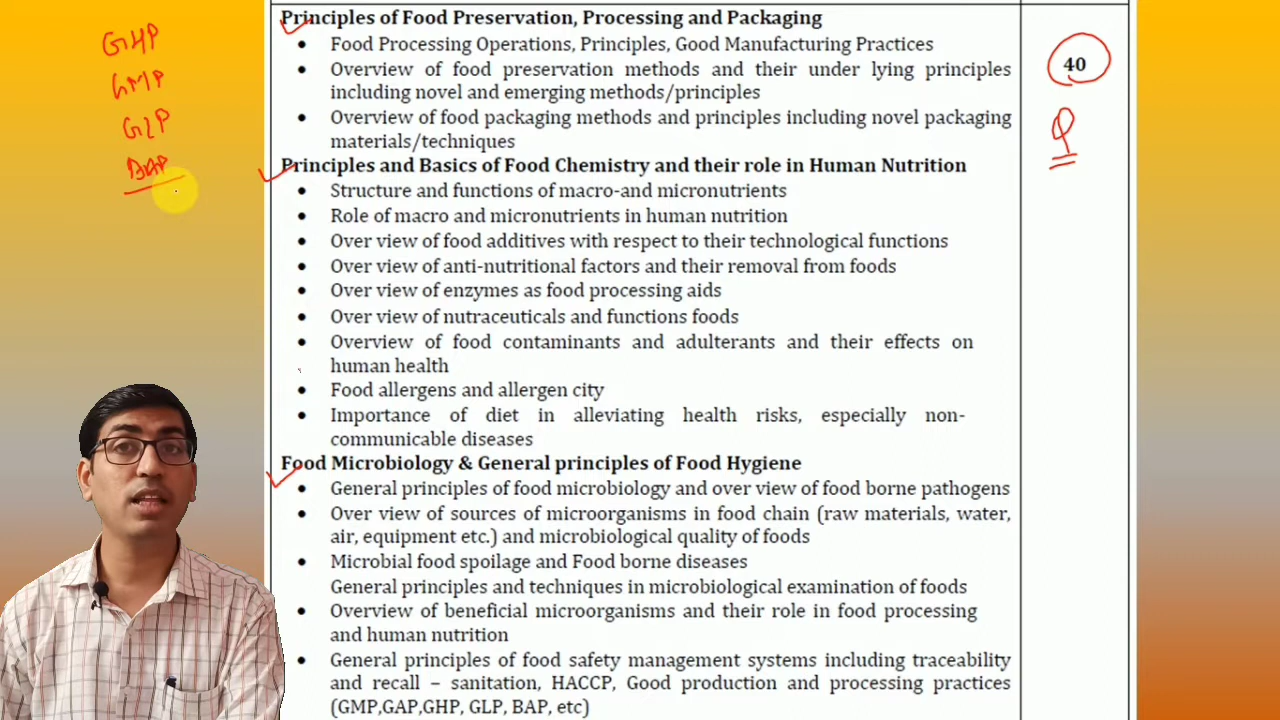 GHP
GMP
GLP
BAP
Principles of Food Preservation, Processing and Packaging
• Food Processing Operations, Principles, Good Manufacturing Practices
• Overview of food preservation methods and their under lying principles
including novel and emerging methods/principles
• Overview of food packaging methods and principles including novel packaging
materials/techniques
40
Principles and Basics of Food Chemistry and their role in Human Nutrition
• Structure and functions of macro-and micronutrients
• Role of macro and micronutrients in human nutrition
• Over view of food additives with respect to their technological functions
• Over view of anti-nutritional factors and their removal from foods
• Over view of enzymes as food processing aids
• Over view of nutraceuticals and functions foods
• Overview of food contaminants and adulterants and their effects on
human health
• Food allergens and allergen city
• Importance of diet in alleviating health risks, especially non-
communicable diseases
Food Microbiology & General principles of Food Hygiene
• General principles of food microbiology and over view of food borne pathogens
• Over view of sources of microorganisms in food chain (raw materials, water,
air, equipment etc.) and microbiological quality of foods
• Microbial food spoilage and Food borne diseases
General principles and techniques in microbiological examination of foods
• Overview of beneficial microorganisms and their role in food processing
and human nutrition
• General principles of food safety management systems including traceability
and recall – sanitation, HACCP, Good production and processing practices
(GMP,GAP,GHP, GLP, BAP, etc)